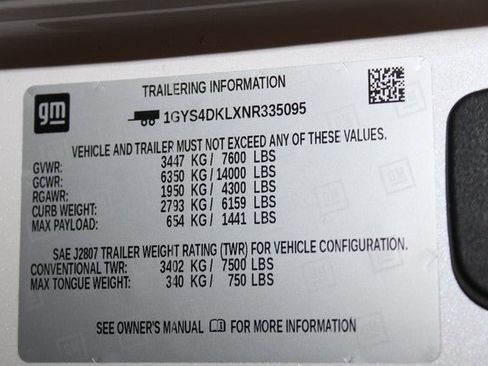 gm
TRAILERING INFORMATION
1GYS4DKLXNR335095
VEHICLE AND TRAILER MUST NOT EXCEED ANY OF THESE VALUES.
GVWR: 3447 KG / 7600 LBS
GCWR: 6350 KG / 14000 LBS
RGAWR: 1950 KG / 4300 LBS
CURB WEIGHT: 2793 KG / 6159 LBS
MAX PAYLOAD: 654 KG / 1441 LBS
SAE J2807 TRAILER WEIGHT RATING (TWR) FOR VEHICLE CONFIGURATION.
CONVENTIONAL TWR: 3402 KG / 7500 LBS
MAX TONGUE WEIGHT: 340 KG / 750 LBS
SEE OWNER'S MANUAL FOR MORE INFORMATION